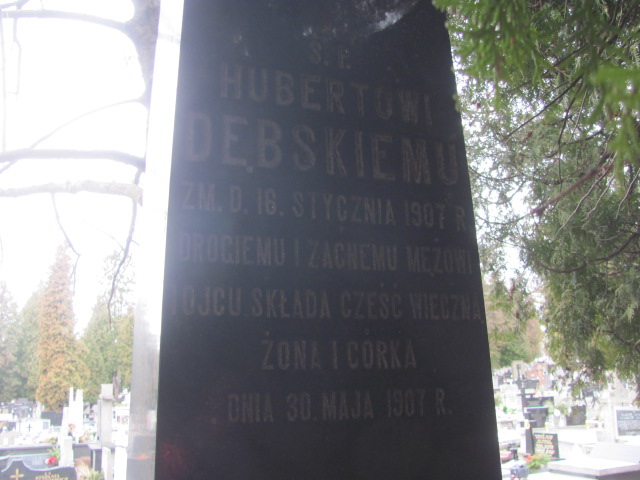 Ś. P.
HUBERTOWI
DĘBSKIEMU
ZM. D. 16. STYCZNIA 1907 R.
DROGIEMU I ZACNEMU MĘŻOWI
I OJCU. SKŁADA CZEŚĆ WIECZNĄ
ŻONA I CÓRKA
DNIA 30. MAJA 1907 R.